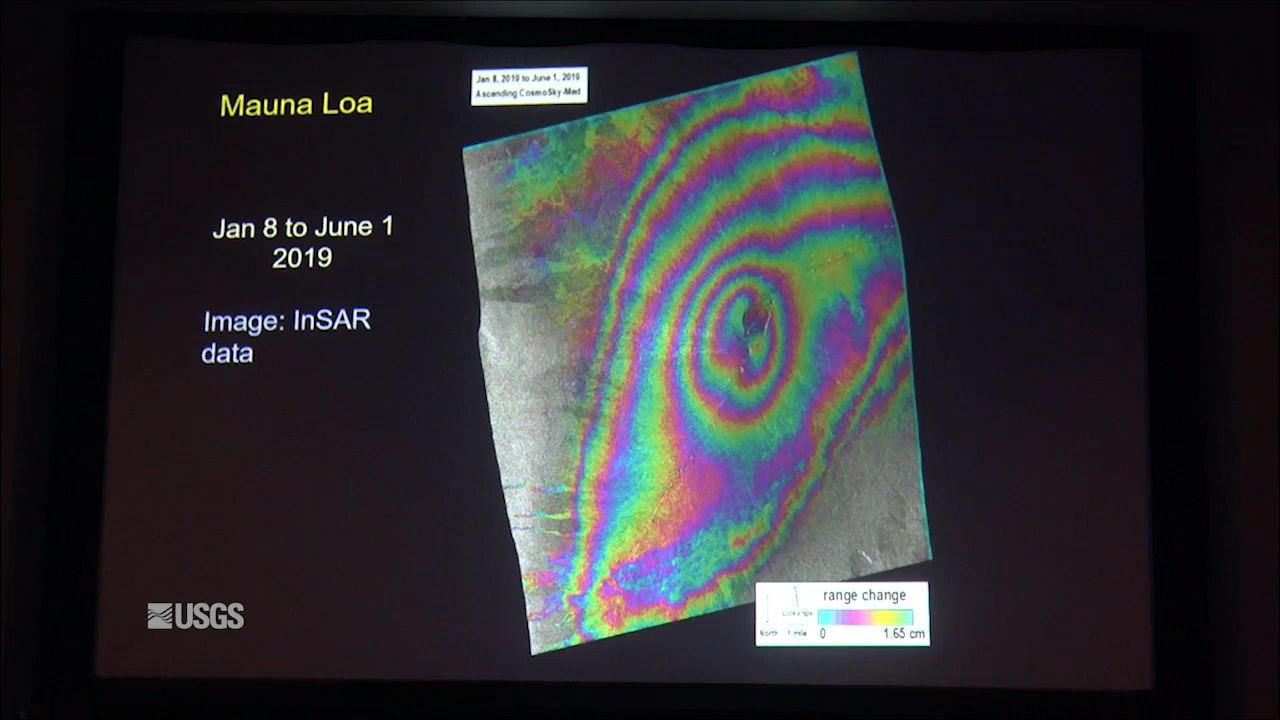 Mauna Loa
Jan 8, 2019 to June 1, 2019
Ascending CosmoSky-Med
Jan 8 to June 1
2019
Image: InSAR
data
USGS
range change
North
1 mile
0
1.65 cm